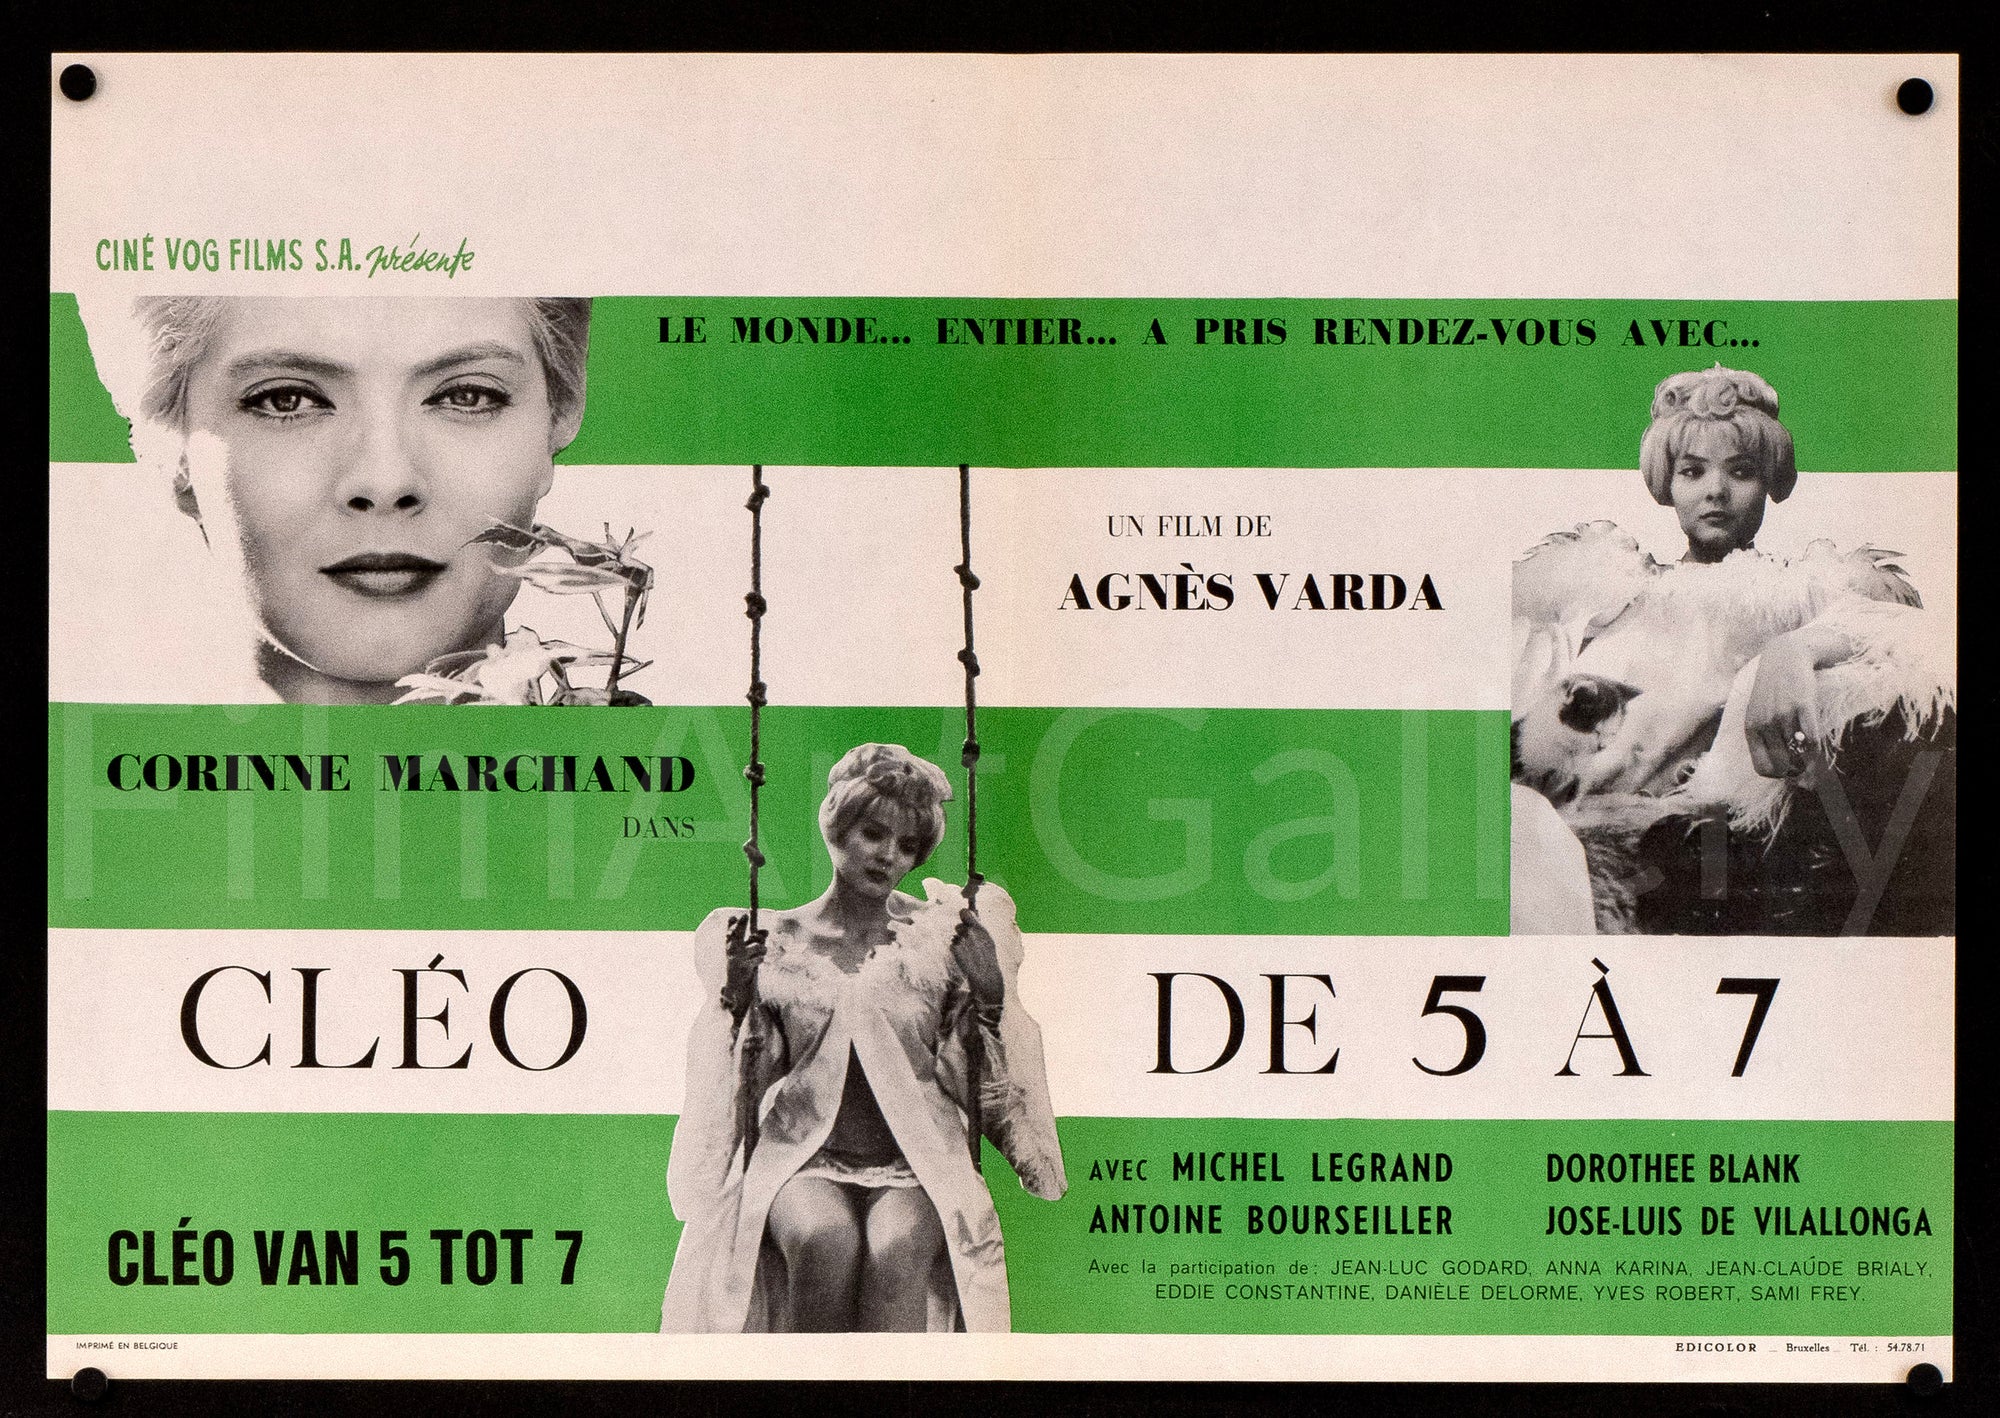 CINÉ VOG FILMS S.A. présente
LE MONDE... ENTIER... A PRIS RENDEZ-VOUS AVEC...
UN FILM DE
AGNÈS VARDA
FilmArtGallery
CORINNE MARCHAND
DANS
CLÉO DE 5 À 7
AVEC MICHEL LEGRAND DOROTHEE BLANK
ANTOINE BOURSEILLER JOSE-LUIS DE VILALLONGA
CLÉO VAN 5 TOT 7
Avec la participation de: JEAN-LUC GODARD, ANNA KARINA, JEAN-CLAÚDE BRIALY,
EDDIE CONSTANTINE, DANIÈLE DELORME, YVES ROBERT, SAMI FREY.
IMPRIMÉ EN BELGIQUE
EDICOLOR _ Bruxelles _ Tél. : 54.78.71